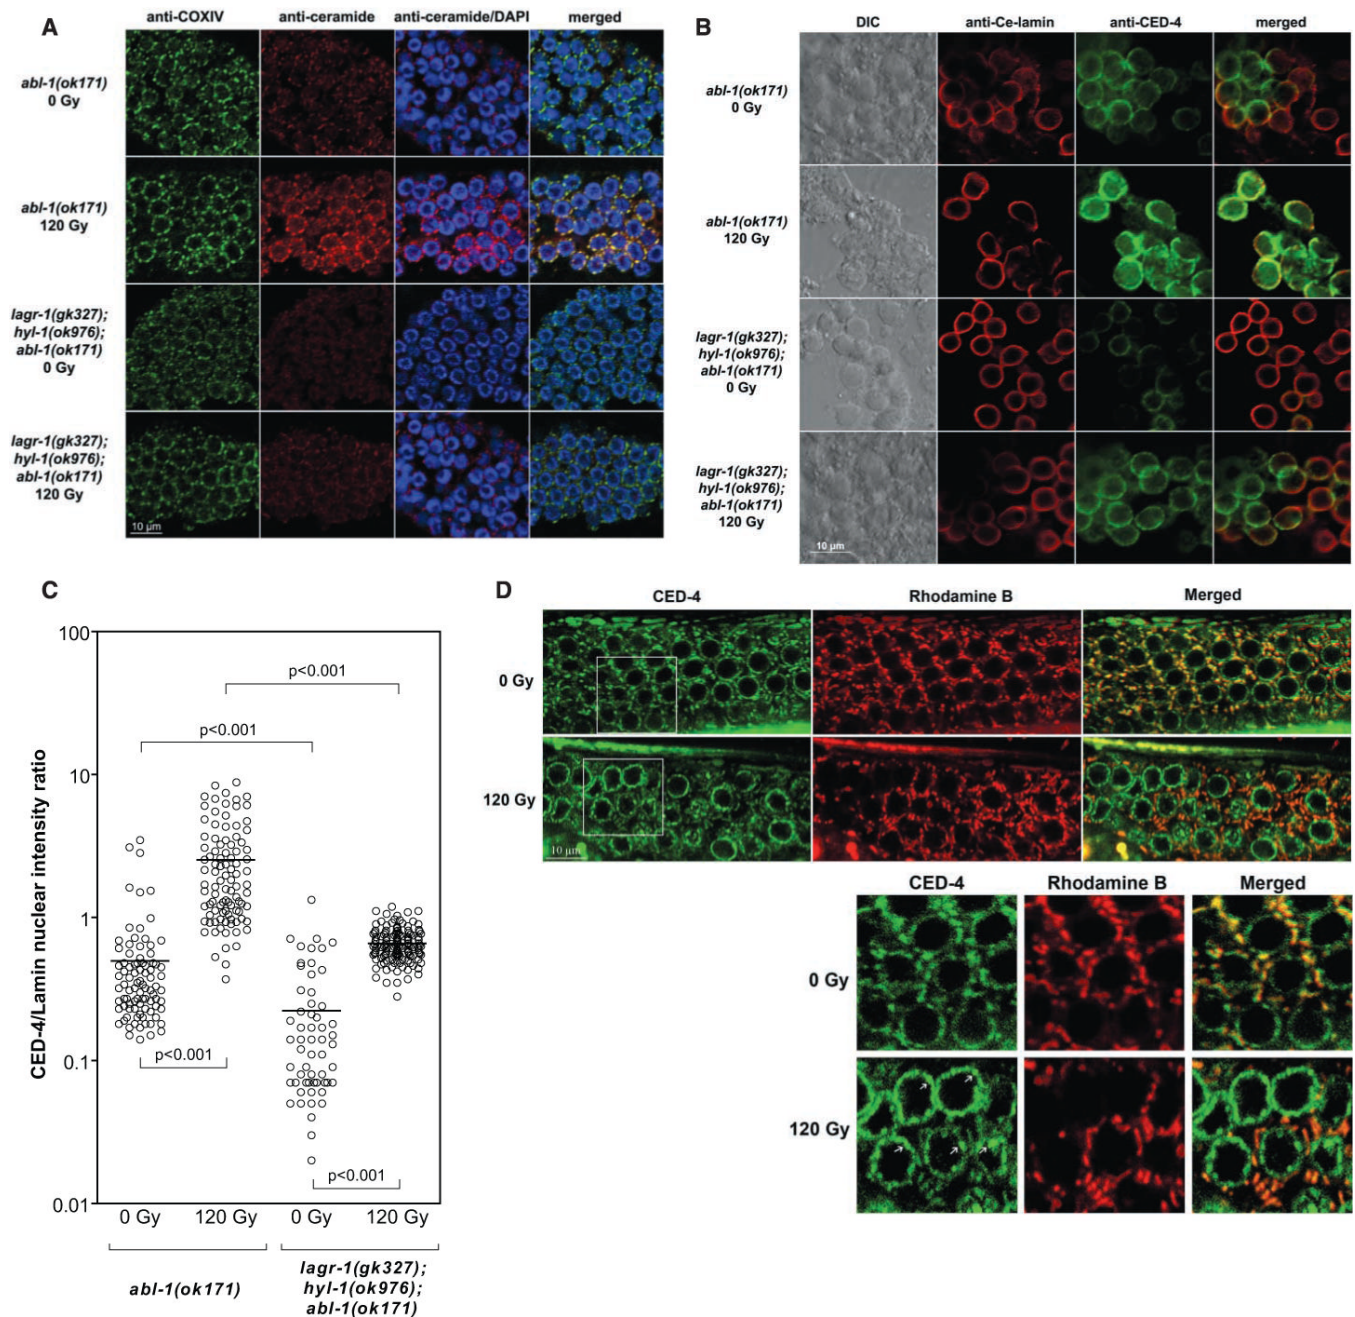 A
anti-COXIV anti-ceramide anti-ceramide/DAPI merged
abl-1(ok171)
0 Gy
abl-1(ok171)
120 Gy
lagr-1(gk327);
hyl-1(ok976);
abl-1(ok171)
0 Gy
lagr-1(gk327);
hyl-1(ok976);
abl-1(ok171)
120 Gy
10 µm
B
DIC anti-Ce-lamin anti-CED-4 merged
abl-1(ok171)
0 Gy
abl-1(ok171)
120 Gy
lagr-1(gk327);
hyl-1(ok976);
abl-1(ok171)
0 Gy
lagr-1(gk327);
hyl-1(ok976);
abl-1(ok171)
120 Gy
10 µm
C
CED-4/Lamin nuclear intensity ratio
100
10
1
0.1
0.01
p<0.001
p<0.001
p<0.001
p<0.001
0 Gy 120 Gy 0 Gy 120 Gy
abl-1(ok171)
lagr-1(gk327);
hyl-1(ok976);
abl-1(ok171)
D
CED-4 Rhodamine B Merged
0 Gy
120 Gy
10 µm
CED-4 Rhodamine B Merged
0 Gy
120 Gy